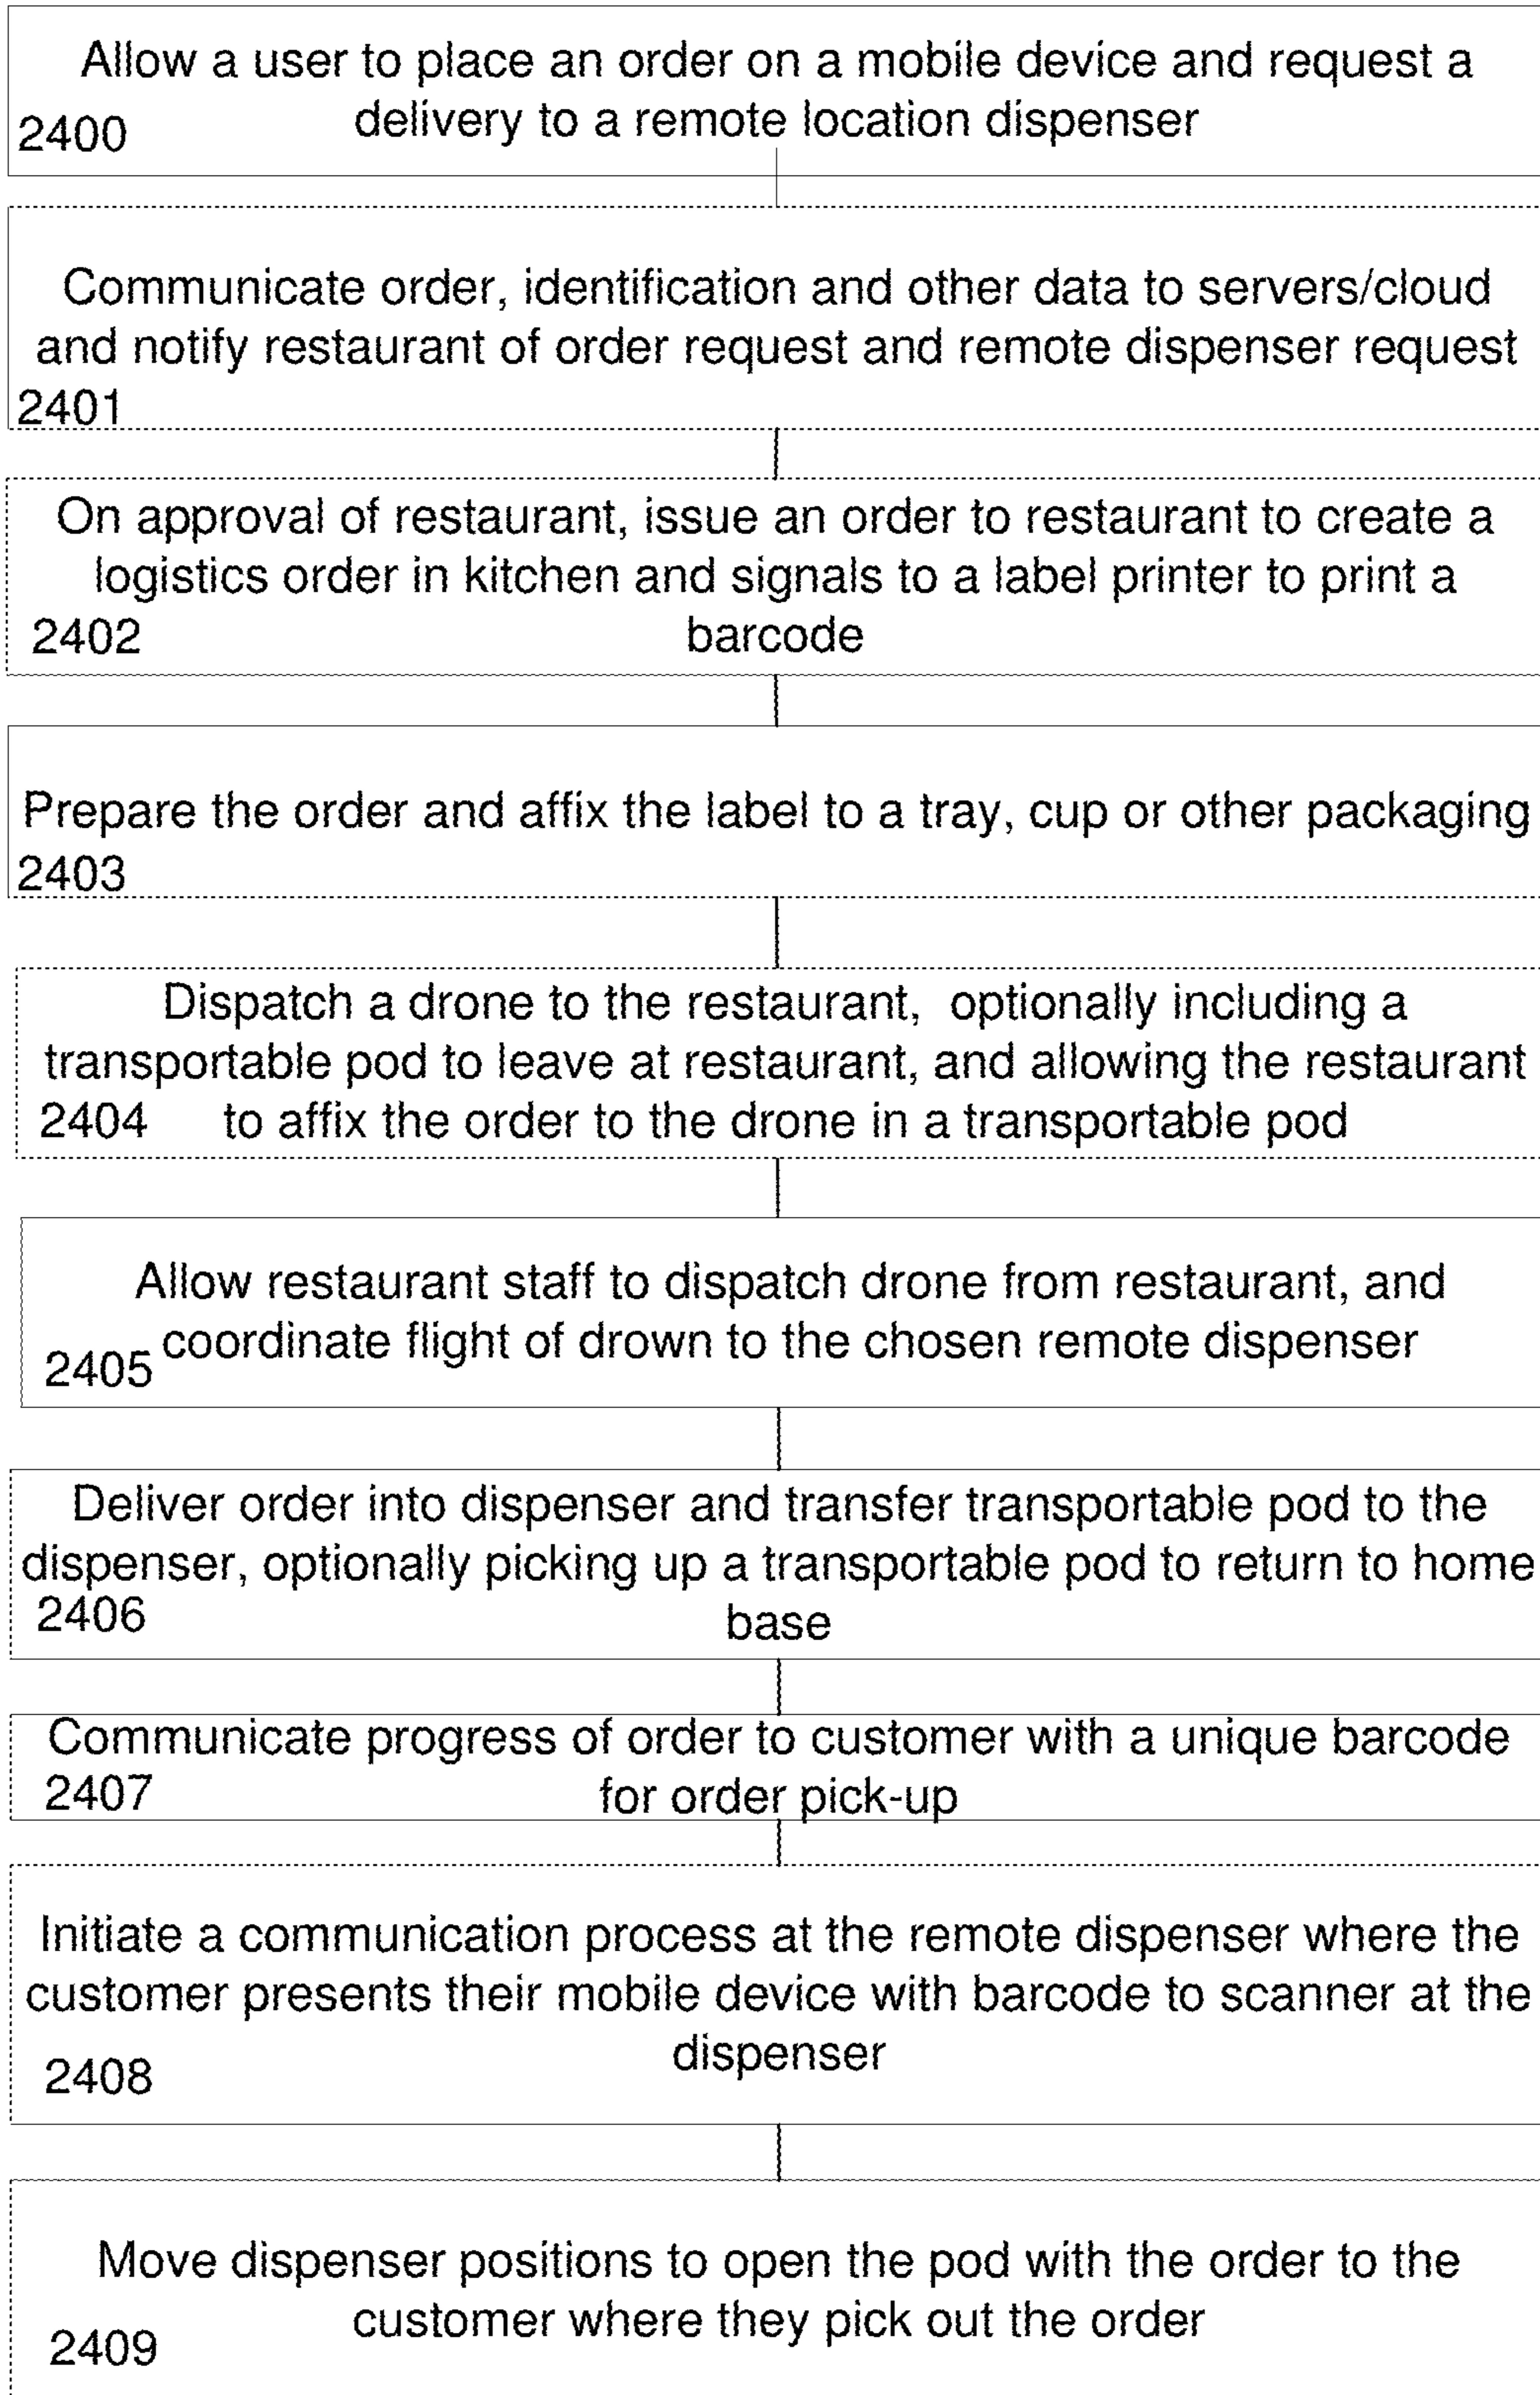 Allow a user to place an order on a mobile device and request a
delivery to a remote location dispenser
2400
Communicate order, identification and other data to servers/cloud
and notify restaurant of order request and remote dispenser request
2401
On approval of restaurant, issue an order to restaurant to create a
logistics order in kitchen and signals to a label printer to print a
barcode
2402
Prepare the order and affix the label to a tray, cup or other packaging
2403
Dispatch a drone to the restaurant, optionally including a
transportable pod to leave at restaurant, and allowing the restaurant
2404 to affix the order to the drone in a transportable pod
Allow restaurant staff to dispatch drone from restaurant, and
coordinate flight of drown to the chosen remote dispenser
2405
Deliver order into dispenser and transfer transportable pod to the
dispenser, optionally picking up a transportable pod to return to home
base
2406
Communicate progress of order to customer with a unique barcode
for order pick-up
2407
Initiate a communication process at the remote dispenser where the
customer presents their mobile device with barcode to scanner at the
dispenser
2408
Move dispenser positions to open the pod with the order to the
customer where they pick out the order
2409